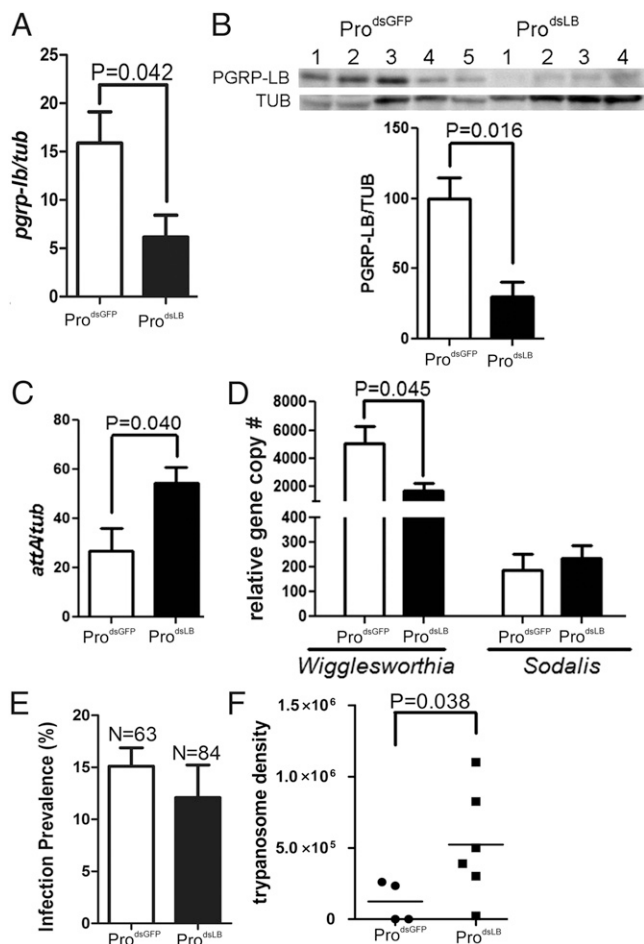 A
P=0.042
pgrp-lb/tub
20
15
10
5
0
Pro^dsGFP Pro^dsLB
B
Pro^dsGFP Pro^dsLB
1 2 3 4 5 1 2 3 4
PGRP-LB
TUB
P=0.016
PGRP-LB/TUB
150
100
50
0
Pro^dsGFP Pro^dsLB
C
P=0.040
attA/tub
80
60
40
20
0
Pro^dsGFP Pro^dsLB
D
P=0.045
relative gene copy #
8000
6000
4000
2000
400
300
200
100
0
Pro^dsGFP Pro^dsLB Pro^dsGFP Pro^dsLB
Wigglesworthia Sodalis
E
Infection Prevalence (%)
20
15
10
5
0
N=63
N=84
Pro^dsGFP Pro^dsLB
F
P=0.038
trypanosome density
1.5×10^6
1.0×10^6
5.0×10^5
0
Pro^dsGFP Pro^dsLB